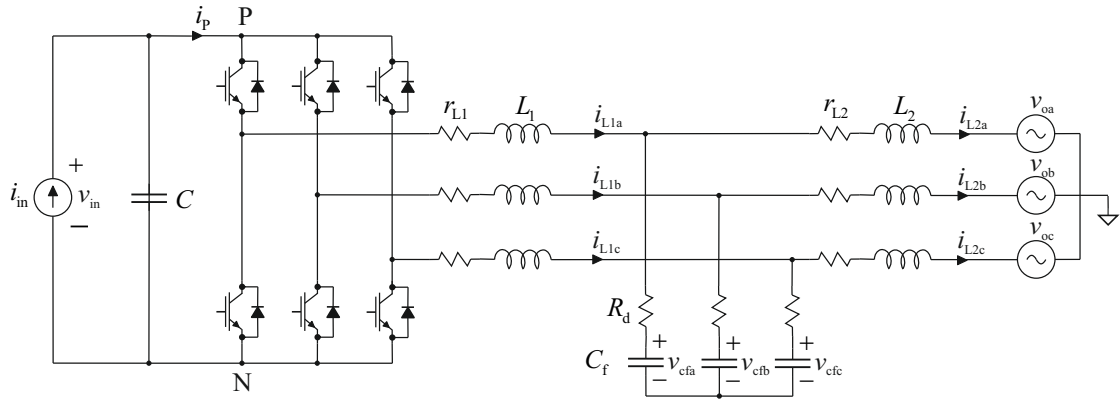 i_P P
r_L1 L_1 i_L1a r_L2 L_2 i_L2a v_oa
i_in + v_in − C i_L1b i_L2b v_ob
i_L1c i_L2c v_oc
R_d
C_f + v_cfa − + v_cfb − + v_cfc −
N